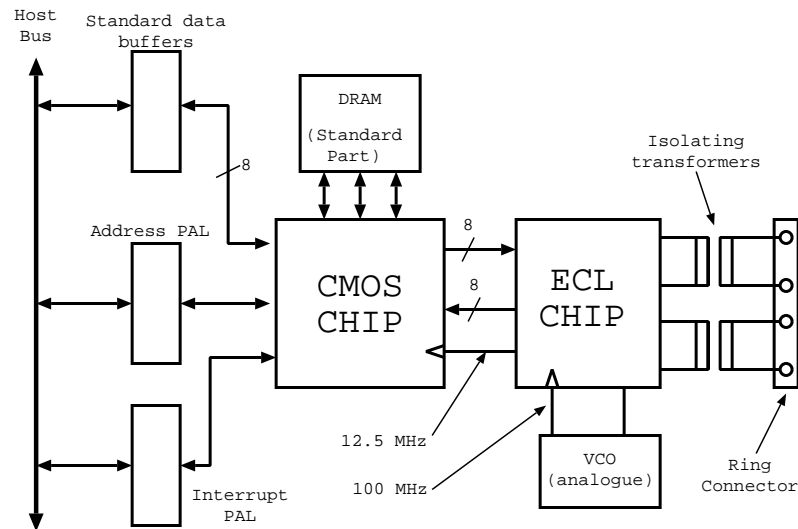 Host
Bus
Standard data
buffers
DRAM
(Standard
Part)
Isolating
transformers
8
Address PAL
8
8
CMOS
CHIP
ECL
CHIP
12.5 MHz
100 MHz
VCO
(analogue)
Ring
Connector
Interrupt
PAL